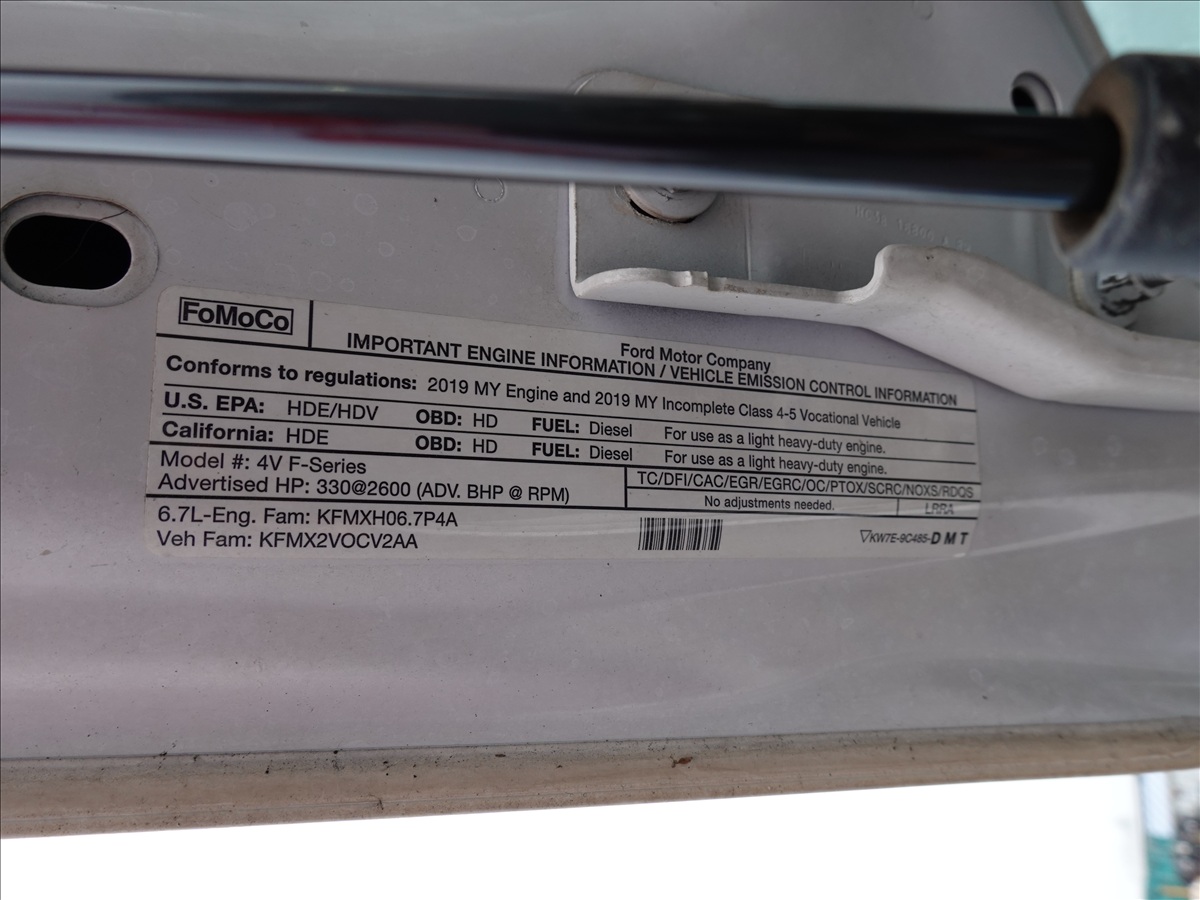 FoMoCo
Ford Motor Company
IMPORTANT ENGINE INFORMATION / VEHICLE EMISSION CONTROL INFORMATION
Conforms to regulations: 2019 MY Engine and 2019 MY Incomplete Class 4-5 Vocational Vehicle
U.S. EPA: HDE/HDV OBD: HD FUEL: Diesel For use as a light heavy-duty engine.
California: HDE OBD: HD FUEL: Diesel For use as a light heavy-duty engine.
Model #: 4V F-Series
Advertised HP: 330@2600 (ADV. BHP @ RPM)
TC/DFI/CAC/EGR/EGRC/OC/PTOX/SCRC/NOXS/RDQS
No adjustments needed. LRRA
6.7L-Eng. Fam: KFMXH06.7P4A
Veh Fam: KFMX2VOCV2AA
▽KW7E-9C485-DMT